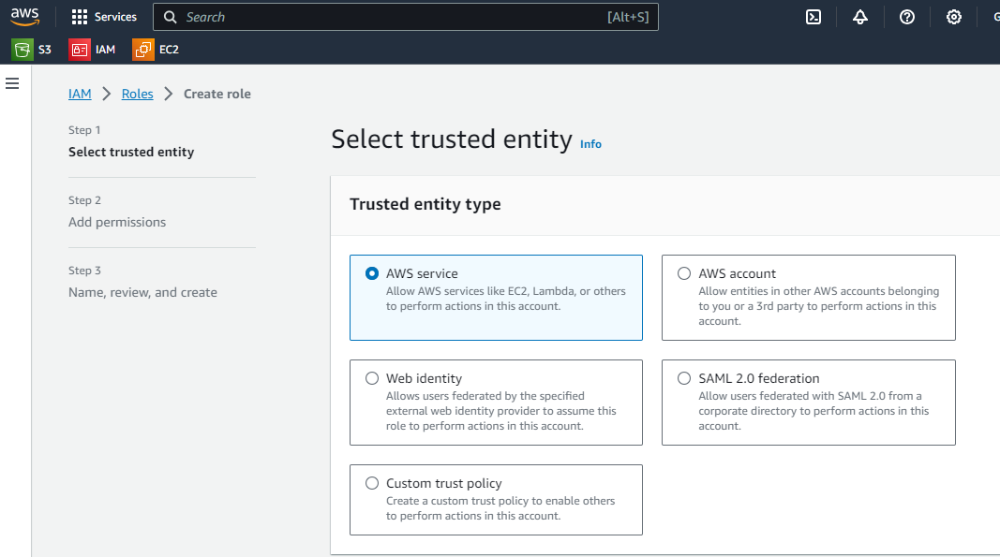 aws Services Search [Alt+S]
S3 IAM EC2
IAM Roles Create role
Step 1
Select trusted entity
Step 2
Add permissions
Step 3
Name, review, and create
Select trusted entity Info
Trusted entity type
AWS service
Allow AWS services like EC2, Lambda, or others
to perform actions in this account.
AWS account
Allow entities in other AWS accounts belonging
to you or a 3rd party to perform actions in this
account.
Web identity
Allows users federated by the specified
external web identity provider to assume this
role to perform actions in this account.
SAML 2.0 federation
Allow users federated with SAML 2.0 from a
corporate directory to perform actions in this
account.
Custom trust policy
Create a custom trust policy to enable others
to perform actions in this account.